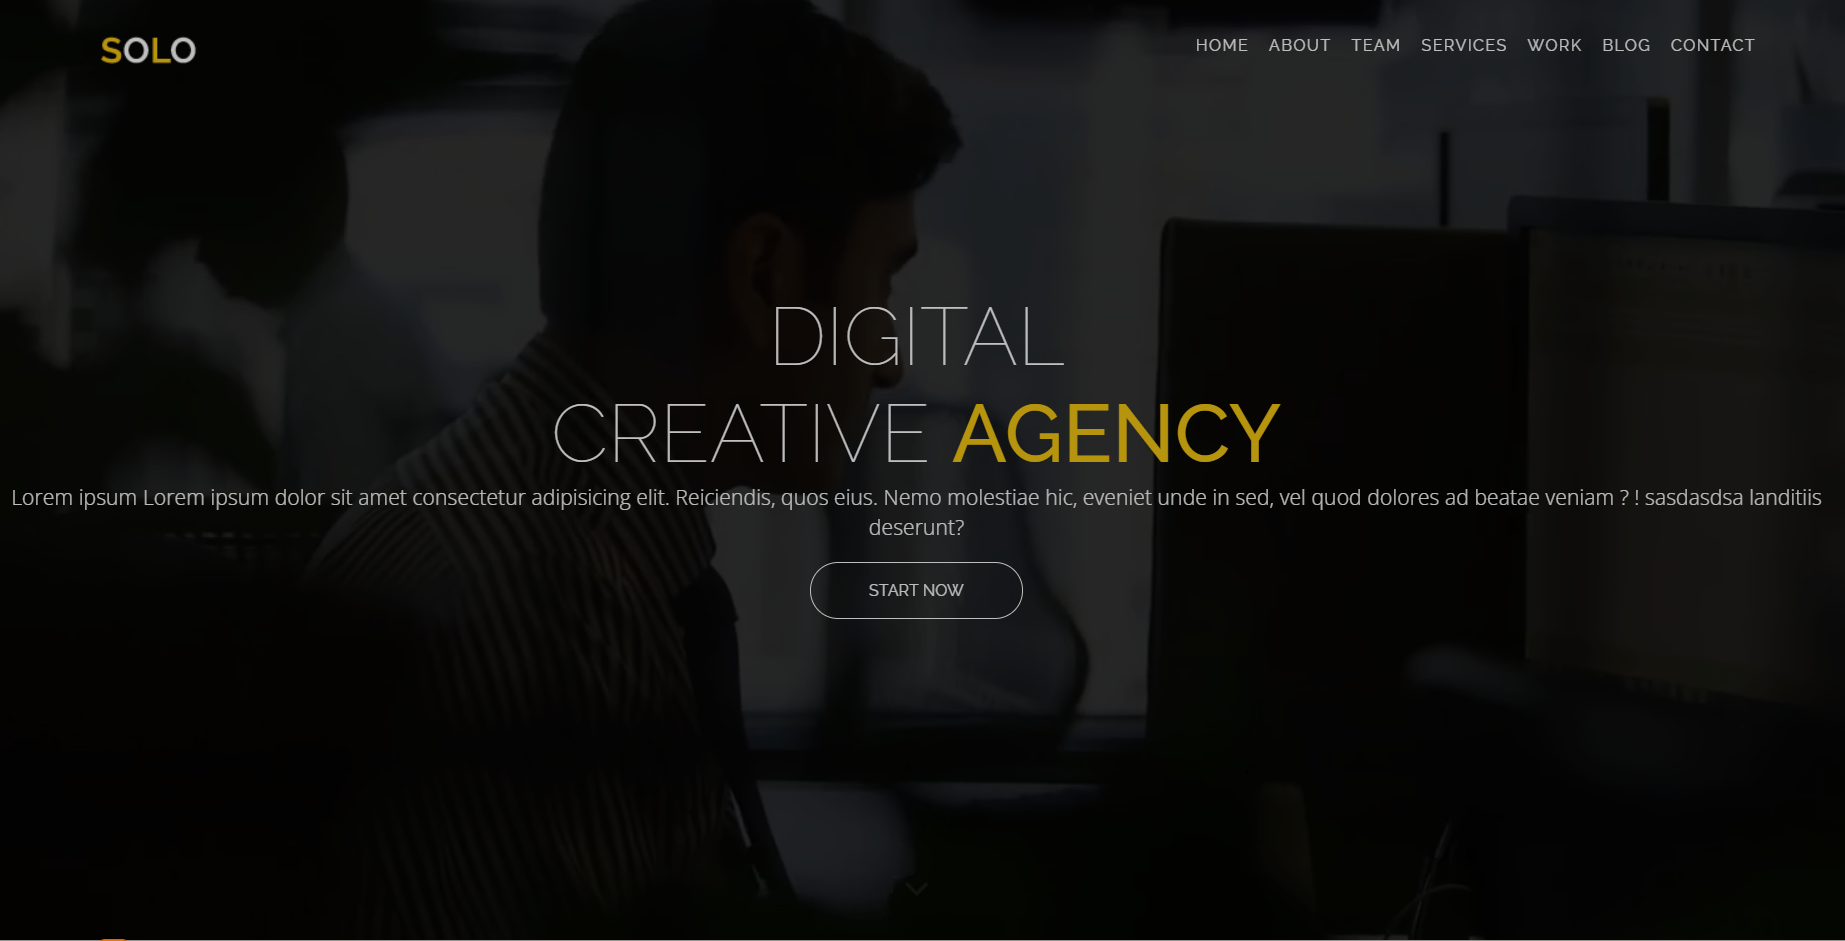 SOLO
HOME ABOUT TEAM SERVICES WORK BLOG CONTACT
DIGITAL
CREATIVE AGENCY
Lorem ipsum Lorem ipsum dolor sit amet consectetur adipisicing elit. Reiciendis, quos eius. Nemo molestiae hic, eveniet unde in sed, vel quod dolores ad beatae veniam ? ! sasdasdsa landitiis
deserunt?
START NOW